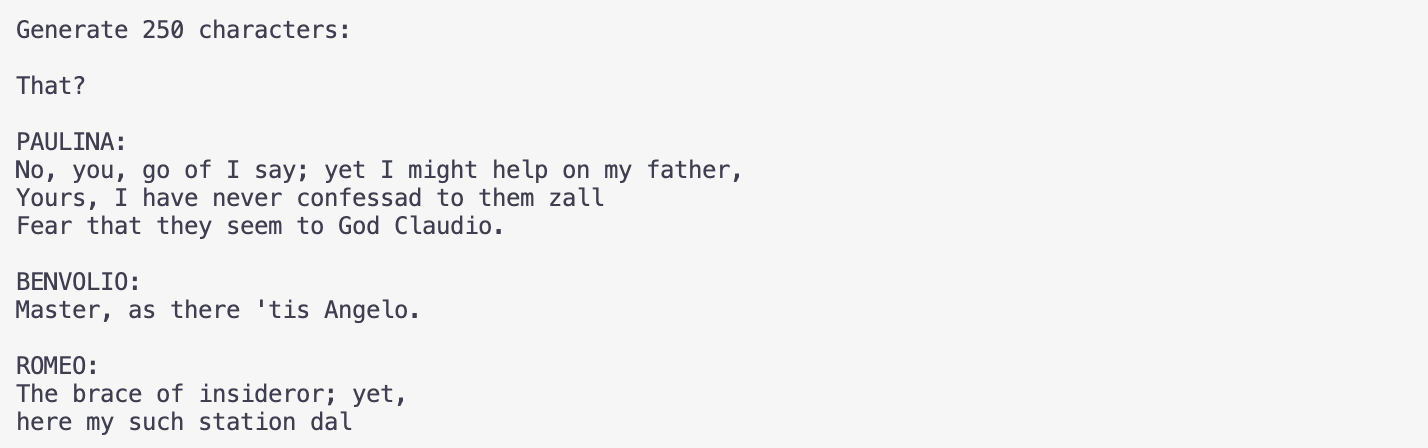 Generate 250 characters:
That?
PAULINA:
No, you, go of I say; yet I might help on my father,
Yours, I have never confessad to them zall
Fear that they seem to God Claudio.
BENVOLIO:
Master, as there 'tis Angelo.
ROMEO:
The brace of insideror; yet,
here my such station dal